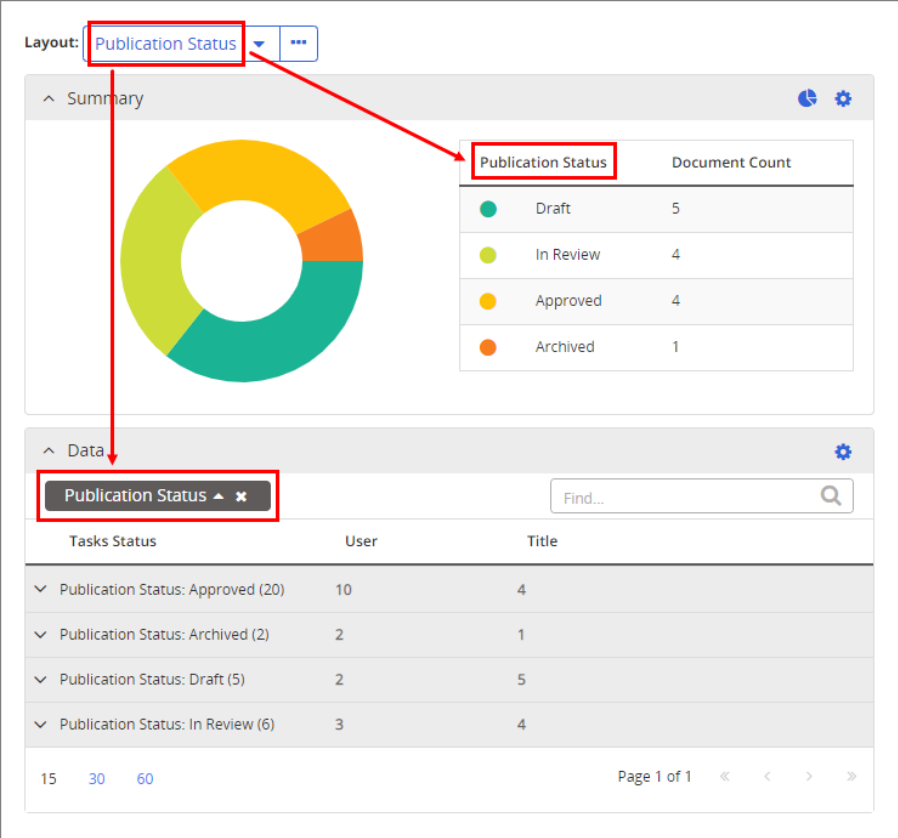 Layout: Publication Status
Summary
Publication Status Document Count
Draft 5
In Review 4
Approved 4
Archived 1
Data
Publication Status Find...
Tasks Status User Title
Publication Status: Approved (20) 10 4
Publication Status: Archived (2) 2 1
Publication Status: Draft (5) 2 5
Publication Status: In Review (6) 3 4
15 30 60 Page 1 of 1